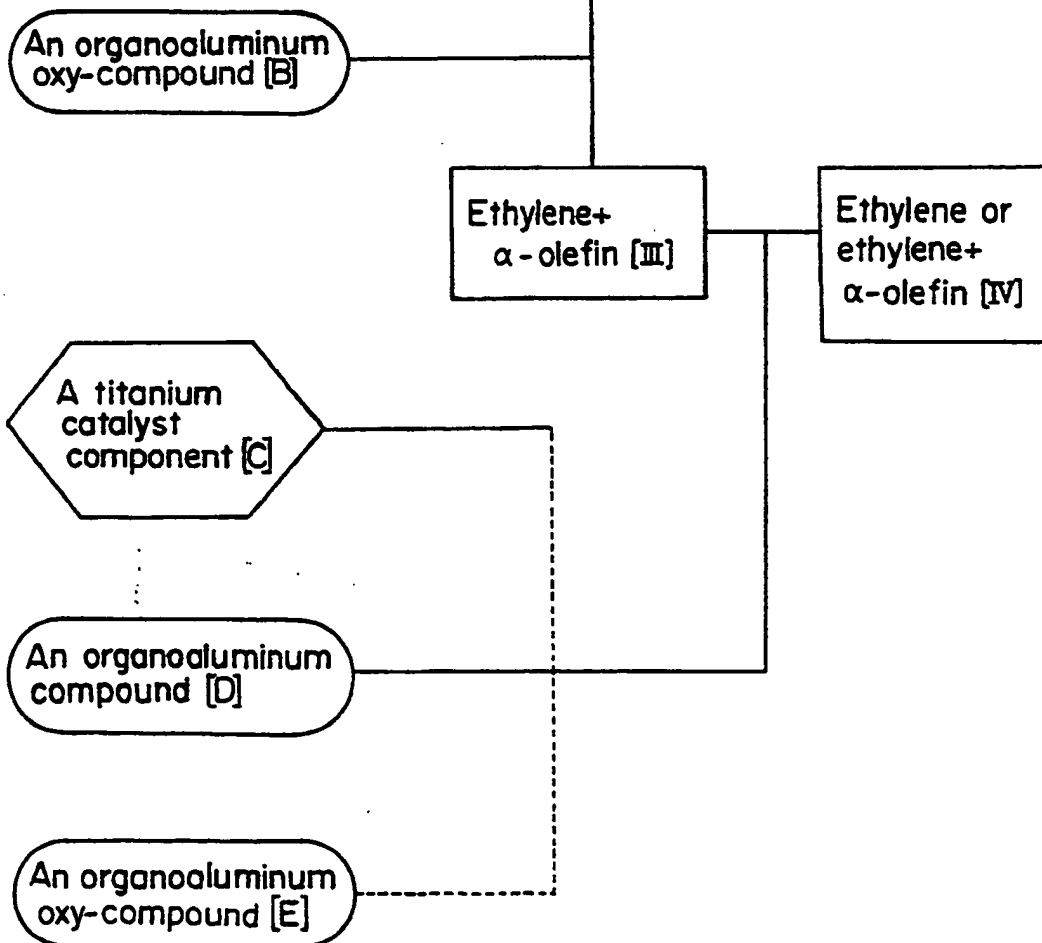 An organoaluminum
oxy-compound [B]
Ethylene+
α-olefin [III]
Ethylene or
ethylene+
α-olefin [IV]
A titanium
catalyst
component [C]
An organoaluminum
compound [D]
An organoaluminum
oxy-compound [E]